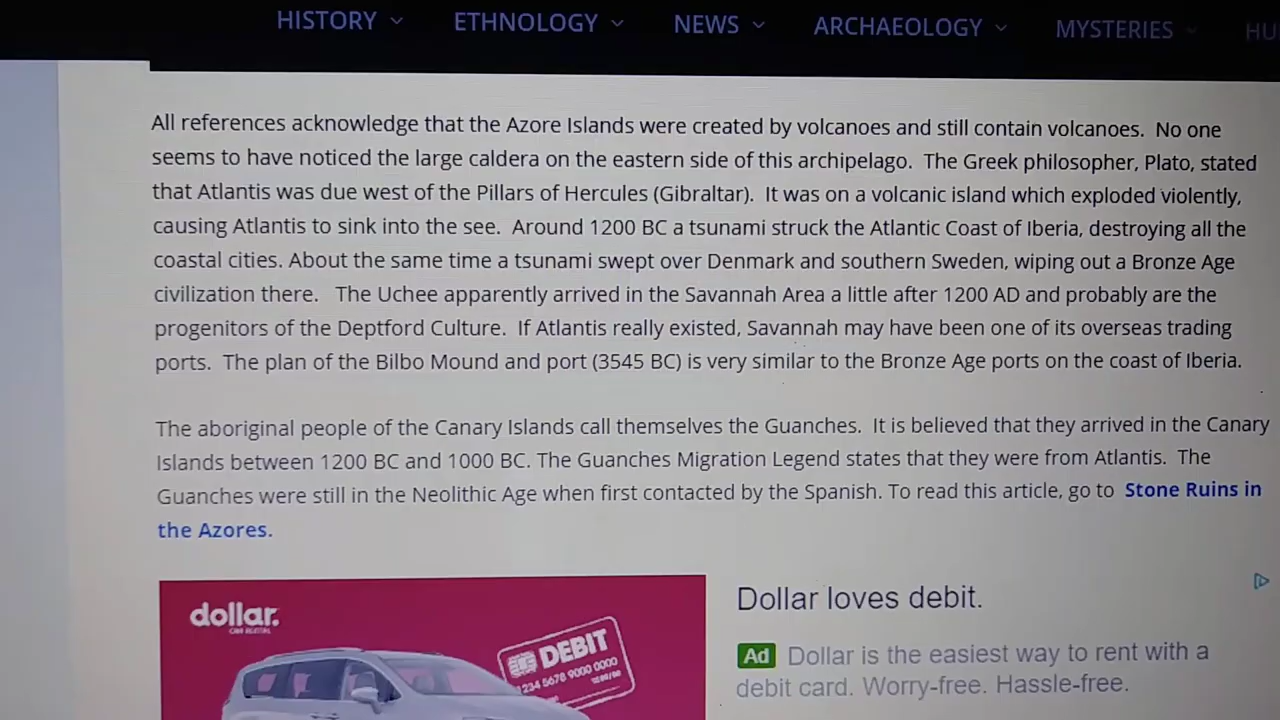 HISTORY ETHNOLOGY NEWS ARCHAEOLOGY MYSTERIES HU
All references acknowledge that the Azore Islands were created by volcanoes and still contain volcanoes. No one
seems to have noticed the large caldera on the eastern side of this archipelago. The Greek philosopher, Plato, stated
that Atlantis was due west of the Pillars of Hercules (Gibraltar). It was on a volcanic island which exploded violently,
causing Atlantis to sink into the see. Around 1200 BC a tsunami struck the Atlantic Coast of Iberia, destroying all the
coastal cities. About the same time a tsunami swept over Denmark and southern Sweden, wiping out a Bronze Age
civilization there. The Uchee apparently arrived in the Savannah Area a little after 1200 AD and probably are the
progenitors of the Deptford Culture. If Atlantis really existed, Savannah may have been one of its overseas trading
ports. The plan of the Bilbo Mound and port (3545 BC) is very similar to the Bronze Age ports on the coast of Iberia.
The aboriginal people of the Canary Islands call themselves the Guanches. It is believed that they arrived in the Canary
Islands between 1200 BC and 1000 BC. The Guanches Migration Legend states that they were from Atlantis. The
Guanches were still in the Neolithic Age when first contacted by the Spanish. To read this article, go to Stone Ruins in
the Azores.
dollar.
CAR RENTAL
DEBIT
1234 5678 9000 0000
Dollar loves debit.
Ad Dollar is the easiest way to rent with a
debit card. Worry-free. Hassle-free.